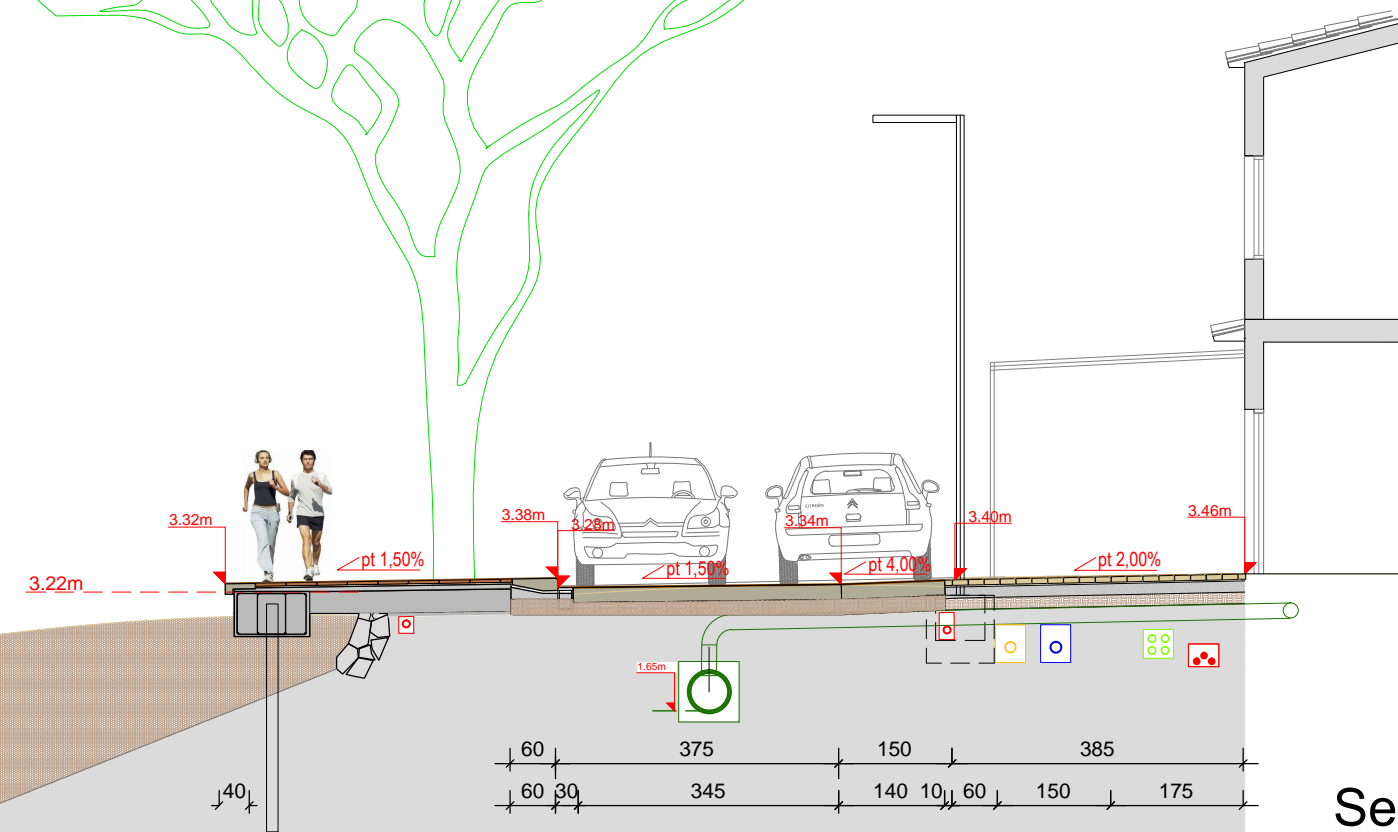 3.32m
3.38m
3.28m
3.34m
3.40m
3.46m
CITROËN
pt 1,50%
pt 1,50%
pt 4,00%
pt 2,00%
3.22m
1.65m
60 375 150 385
40 60 30 345 140 10 60 150 175
Se